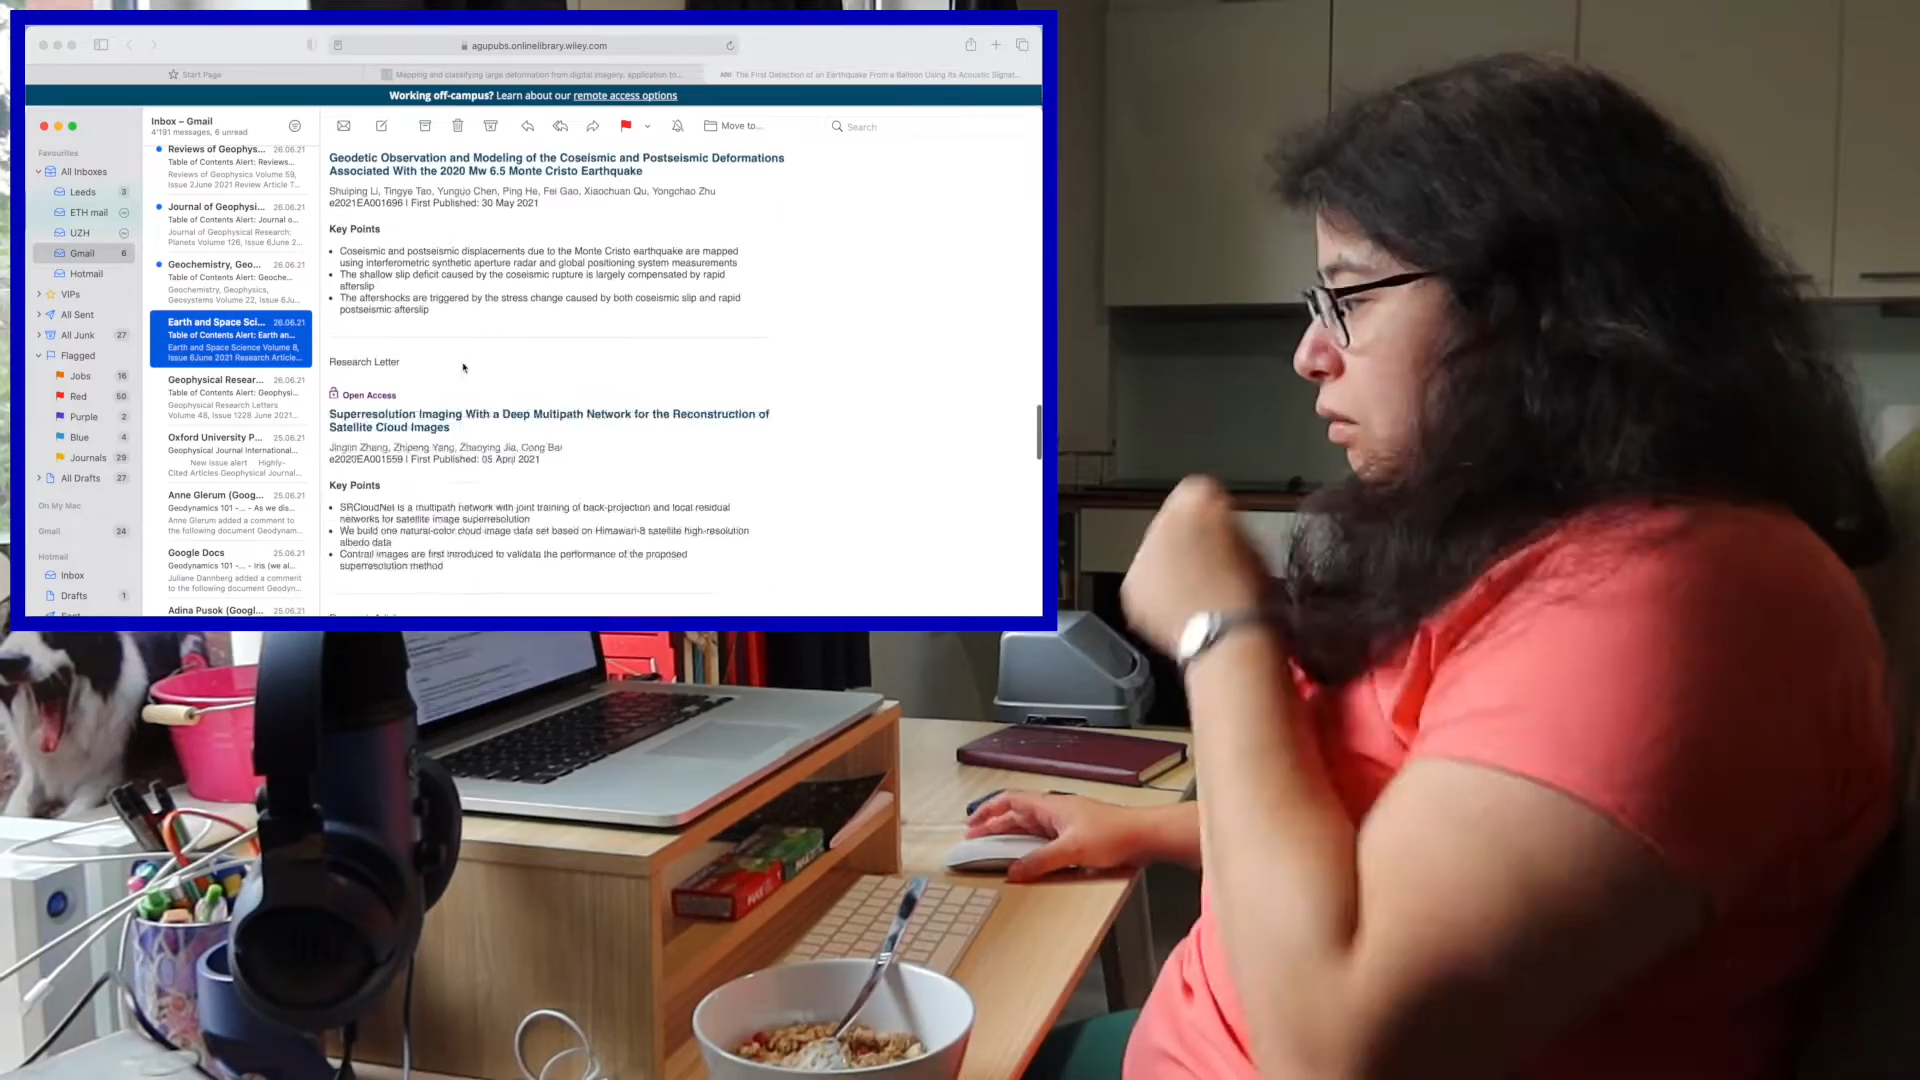 agupubs.onlinelibrary.wiley.com
Start Page
Mapping and classifying large deformation from digital imagery: application to...
AGU The First Detection of an Earthquake From a Balloon Using Its Acoustic Signat...
Working off-campus? Learn about our remote access options
Inbox – Gmail
4'191 messages, 6 unread
Move to...
Search
Favourites
All Inboxes
Leeds 3
ETH mail
UZH
Gmail 6
Hotmail
VIPs
All Sent
All Junk 27
Flagged
Jobs 16
Red 50
Purple 2
Blue 4
Journals 29
All Drafts 27
On My Mac
Gmail 24
Hotmail
Inbox
Drafts 1
Sent
Reviews of Geophys... 26.06.21
Table of Contents Alert: Reviews...
Reviews of Geophysics Volume 59,
Issue 2June 2021 Review Article T...
Journal of Geophysi... 26.06.21
Table of Contents Alert: Journal o...
Journal of Geophysical Research:
Planets Volume 126, Issue 6June 2...
Geochemistry, Geo... 26.06.21
Table of Contents Alert: Geoche...
Geochemistry, Geophysics,
Geosystems Volume 22, Issue 6Ju...
Earth and Space Sci... 26.06.21
Table of Contents Alert: Earth an...
Earth and Space Science Volume 8,
Issue 6June 2021 Research Article...
Geophysical Resear... 26.06.21
Table of Contents Alert: Geophysi...
Geophysical Research Letters
Volume 48, Issue 1228 June 2021...
Oxford University P... 25.06.21
Geophysical Journal International...
New issue alert Highly-
Cited Articles Geophysical Journal...
Anne Glerum (Goog... 25.06.21
Geodynamics 101 -... - As we dis...
Anne Glerum added a comment to
the following document Geodynam...
Google Docs 25.06.21
Geodynamics 101 -... - Iris (we al...
Juliane Dannberg added a comment
to the following document Geodyn...
Adina Pusok (Googl... 25.06.21
Geodetic Observation and Modeling of the Coseismic and Postseismic Deformations
Associated With the 2020 Mw 6.5 Monte Cristo Earthquake
Shuiping Li, Tingye Tao, Yunguo Chen, Ping He, Fei Gao, Xiaochuan Qu, Yongchao Zhu
e2021EA001696 | First Published: 30 May 2021
Key Points
• Coseismic and postseismic displacements due to the Monte Cristo earthquake are mapped
using interferometric synthetic aperture radar and global positioning system measurements
• The shallow slip deficit caused by the coseismic rupture is largely compensated by rapid
afterslip
• The aftershocks are triggered by the stress change caused by both coseismic slip and rapid
postseismic afterslip
Research Letter
Open Access
Superresolution Imaging With a Deep Multipath Network for the Reconstruction of
Satellite Cloud Images
Jinglin Zhang, Zhipeng Yang, Zhaoying Jia, Cong Bai
e2020EA001559 | First Published: 05 April 2021
Key Points
• SRCloudNet is a multipath network with joint training of back-projection and local residual
networks for satellite image superresolution
• We build one natural-color cloud image data set based on Himawari-8 satellite high-resolution
albedo data
• Contrail images are first introduced to validate the performance of the proposed
superresolution method
JBL